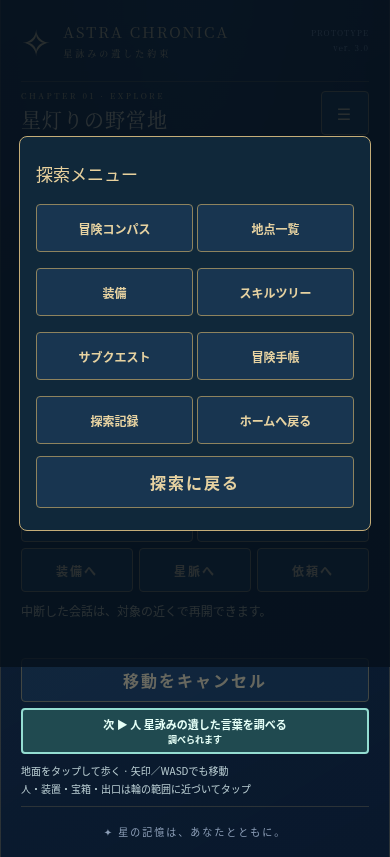 ASTRA CHRONICA
星詠みの遺した約束
PROTOTYPE
ver .1.0
CHAPTER 01 EXPLORE
星灯りの野営地
探索メニュー
冒険コンパス
地点一覧
装備
スキルツリー
サブクエスト
冒険手帳
探索記録
ホームへ戻る
探索に戻る
装備へ
星脈へ
依頼へ
中断した会話は、対象の近くで再開できます。
移動をキャンセル
次 ▶ 人 星詠みの遺した言葉を調べる
調べられます
地面をタップして歩く · 矢印／WASDでも移動
人・装置・宝箱・出口は輪の範囲に近づいてタップ
✦ 星の記憶は、あなたとともに。